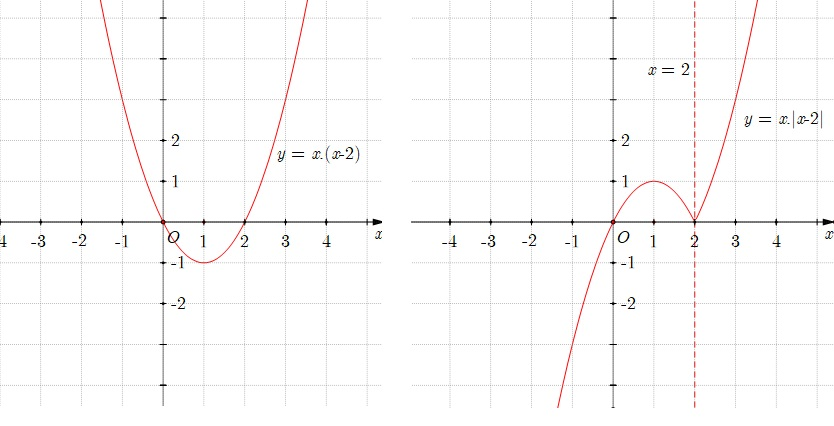 2
y = x.(x-2)
1
4 -3 -2 -1 O 1 2 3 4 x
-1
-2
x = 2
y = x.|x-2|
2
1
-4 -3 -2 -1 O 1 2 3 4 x
-1
-2